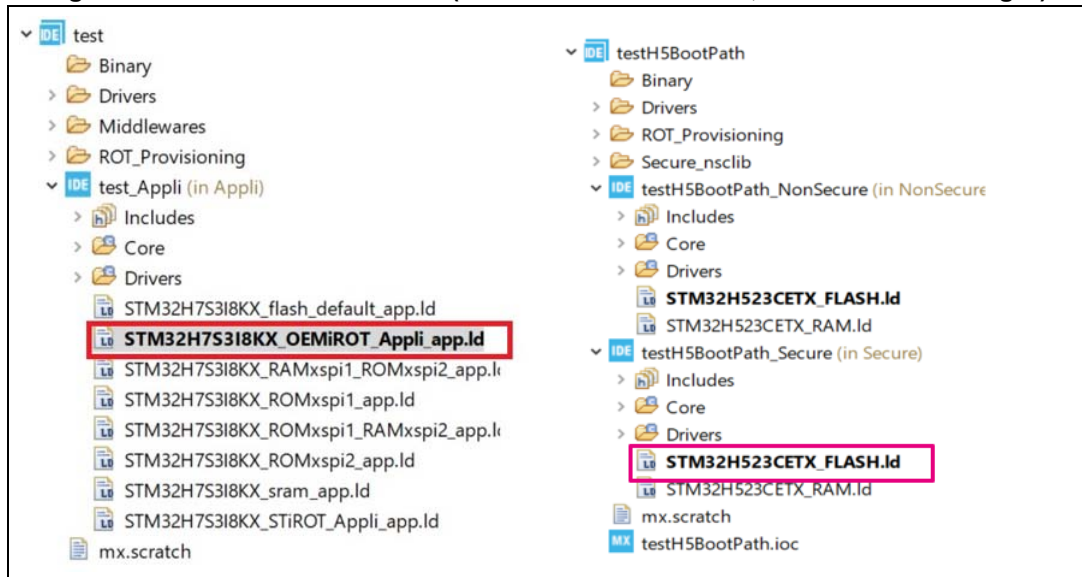 test
Binary
Drivers
Middlewares
ROT_Provisioning
test_Appli (in Appli)
Includes
Core
Drivers
STM32H7S3I8KX_flash_default_app.ld
STM32H7S3I8KX_OEMiROT_Appli_app.ld
STM32H7S3I8KX_RAMxspi1_ROMxspi2_app.l
STM32H7S3I8KX_ROMxspi1_app.ld
STM32H7S3I8KX_ROMxspi1_RAMxspi2_app.l
STM32H7S3I8KX_ROMxspi2_app.ld
STM32H7S3I8KX_sram_app.ld
STM32H7S3I8KX_STiROT_Appli_app.ld
mx.scratch
testH5BootPath
Binary
Drivers
ROT_Provisioning
Secure_nsclib
testH5BootPath_NonSecure (in NonSecure
Includes
Core
Drivers
STM32H523CETX_FLASH.ld
STM32H523CETX_RAM.ld
testH5BootPath_Secure (in Secure)
Includes
Core
Drivers
STM32H523CETX_FLASH.ld
STM32H523CETX_RAM.ld
mx.scratch
testH5BootPath.ioc